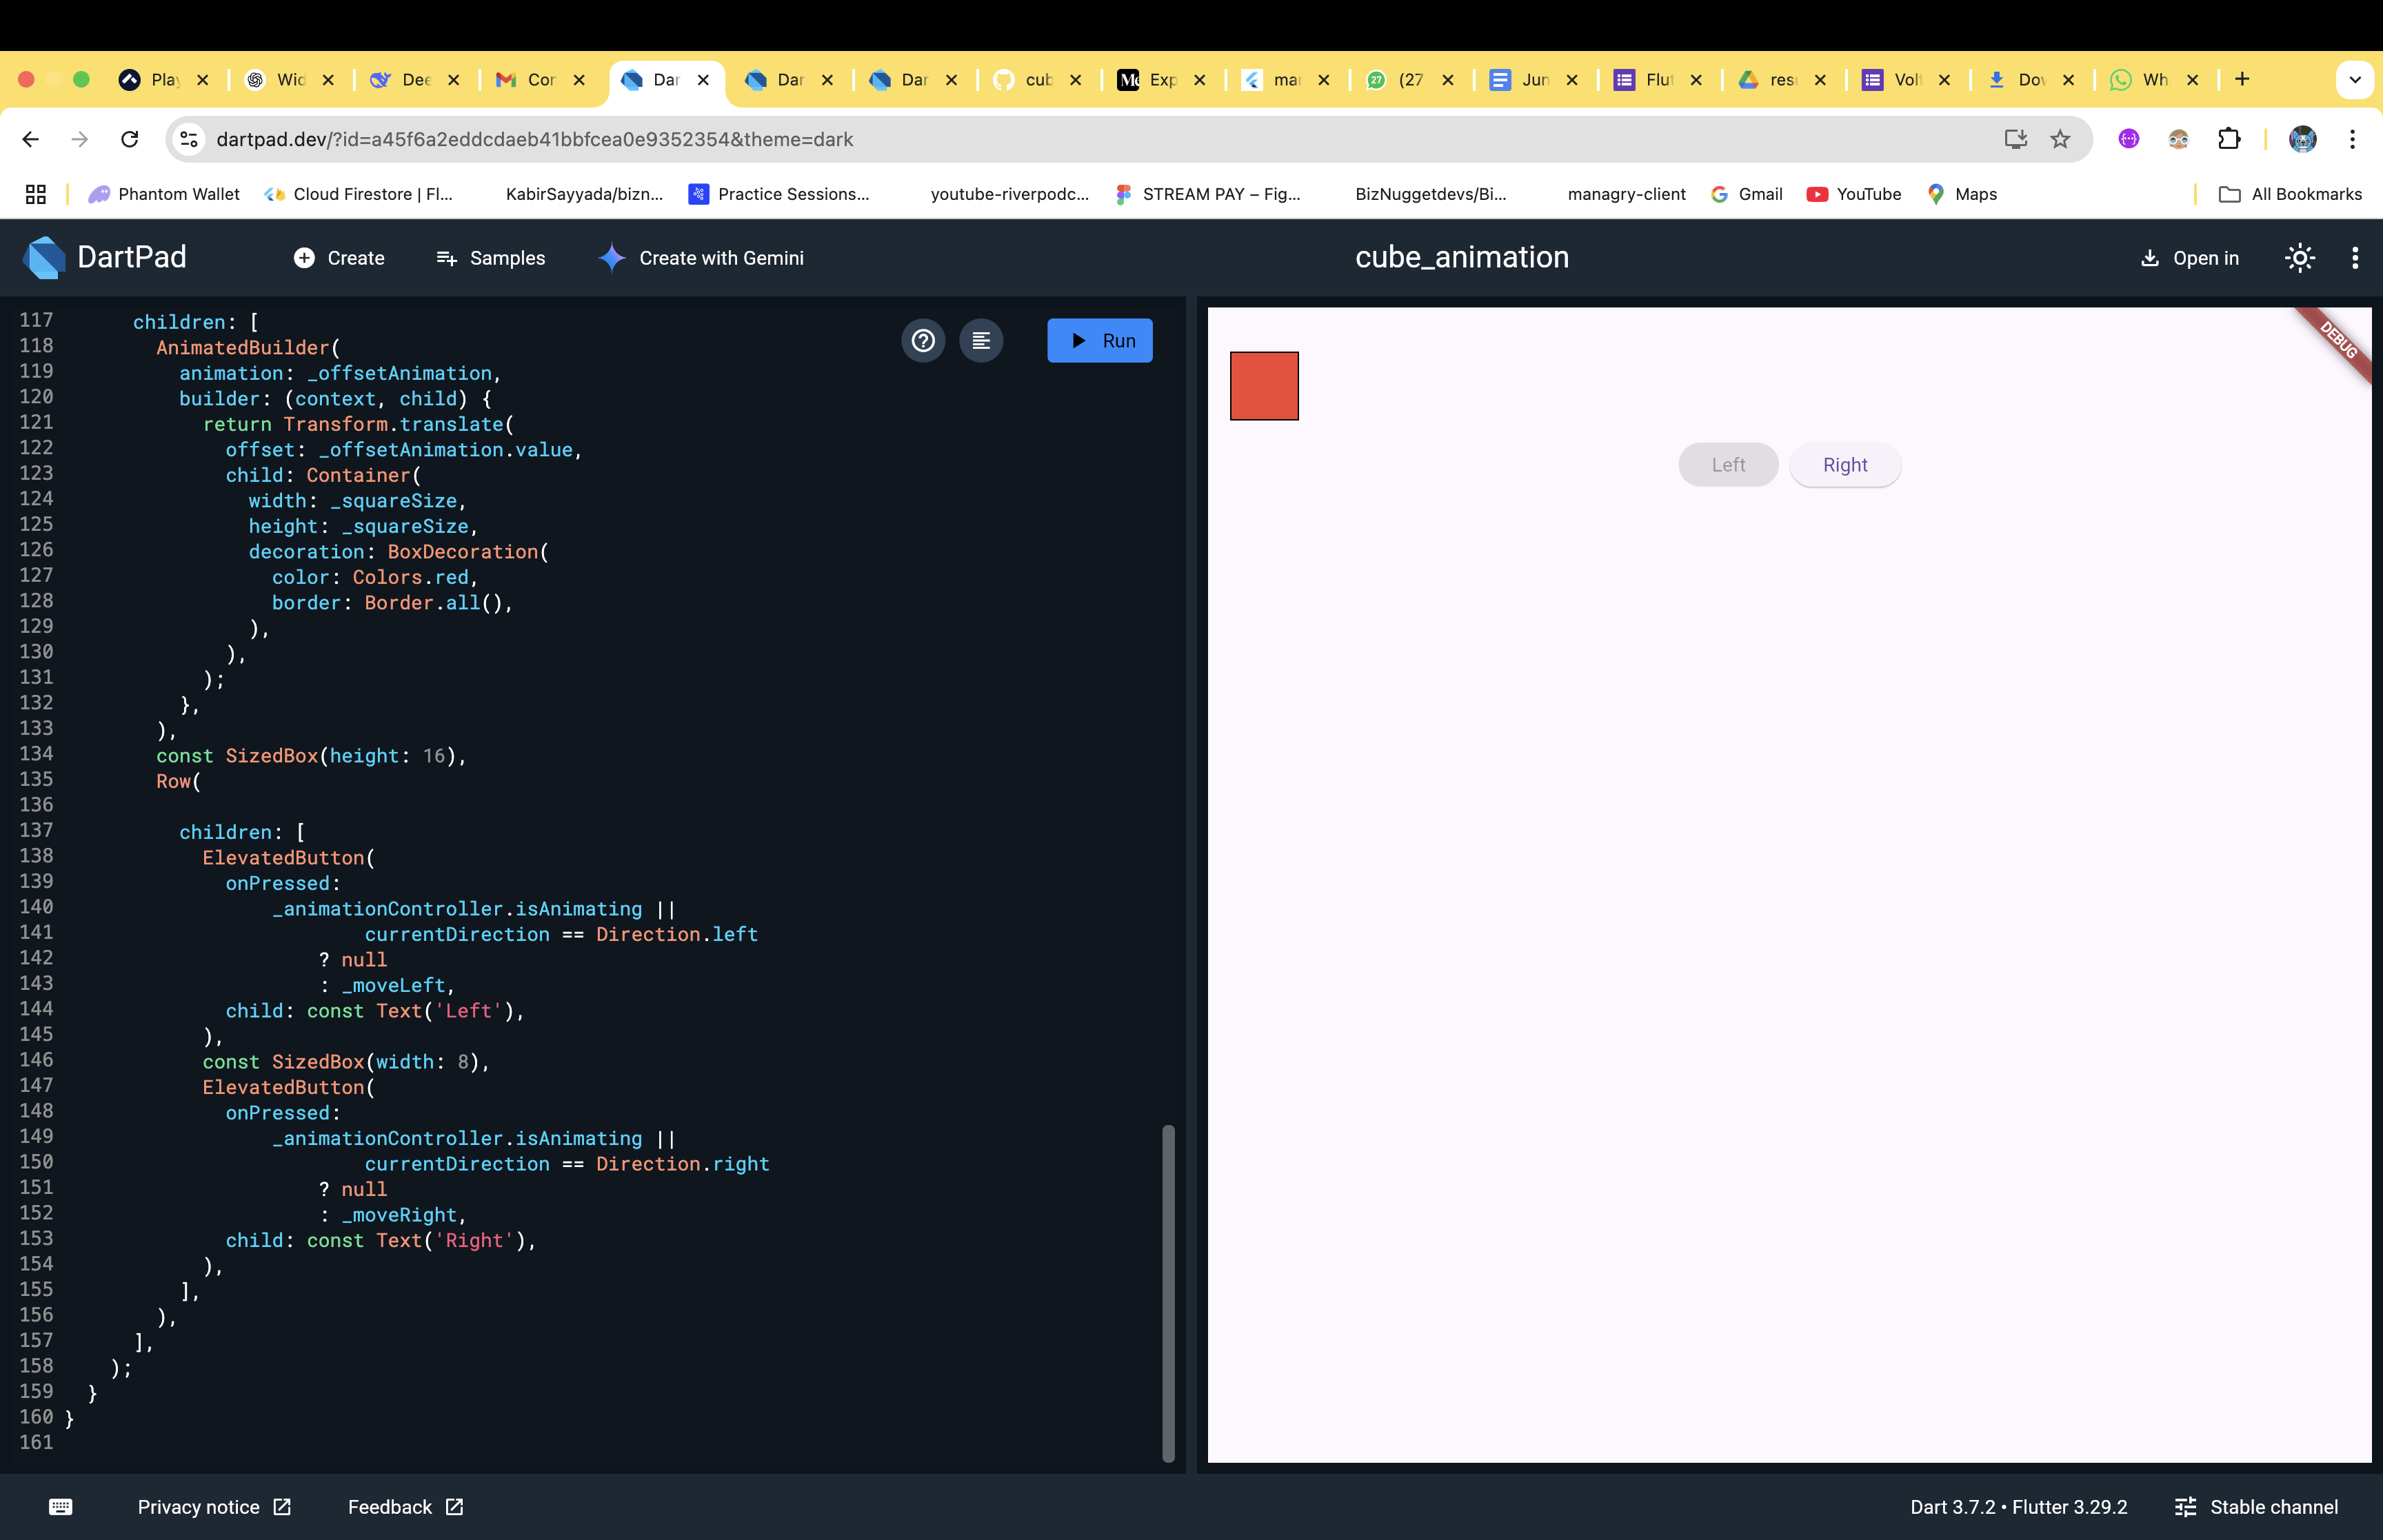 Play Wid Dee Cor Dar Dar Dar cub Exp mai (27 Jun Flut resu Volt Dov Wh
dartpad.dev/?id=a45f6a2eddcdaeb41bbfcea0e9352354&theme=dark
Phantom Wallet Cloud Firestore | Fl... KabirSayyada/bizn... Practice Sessions... youtube-riverpodc... STREAM PAY – Fig... BizNuggetdevs/Bi... managry-client Gmail YouTube Maps All Bookmarks
DartPad Create Samples Create with Gemini cube_animation Open in
117 children: [
118 AnimatedBuilder(
119 animation: _offsetAnimation,
120 builder: (context, child) {
121 return Transform.translate(
122 offset: _offsetAnimation.value,
123 child: Container(
124 width: _squareSize,
125 height: _squareSize,
126 decoration: BoxDecoration(
127 color: Colors.red,
128 border: Border.all(),
129 ),
130 ),
131 );
132 },
133 ),
134 const SizedBox(height: 16),
135 Row(
136
137 children: [
138 ElevatedButton(
139 onPressed:
140 _animationController.isAnimating ||
141 currentDirection == Direction.left
142 ? null
143 : _moveLeft,
144 child: const Text('Left'),
145 ),
146 const SizedBox(width: 8),
147 ElevatedButton(
148 onPressed:
149 _animationController.isAnimating ||
150 currentDirection == Direction.right
151 ? null
152 : _moveRight,
153 child: const Text('Right'),
154 ),
155 ],
156 ),
157 ],
158 );
159 }
160 }
161
Run
DEBUG
Left Right
Privacy notice Feedback Dart 3.7.2 • Flutter 3.29.2 Stable channel